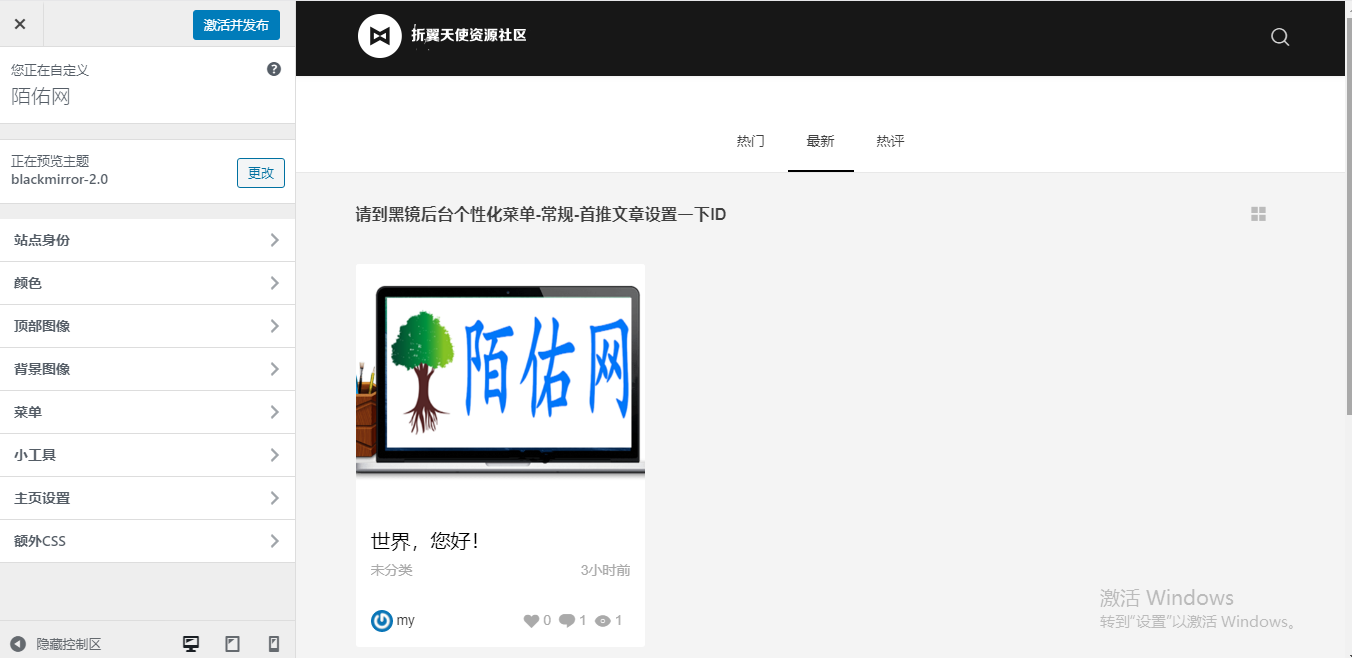 激活并发布
您正在自定义
陌佑网
正在预览主题
blackmirror-2.0
更改
站点身份
颜色
顶部图像
背景图像
菜单
小工具
主页设置
额外CSS
隐藏控制区
折翼天使资源社区
热门 最新 热评
请到黑镜后台个性化菜单-常规-首推文章设置一下ID
陌佑网
世界，您好！
未分类 3小时前
my 0 1 1
激活 Windows
转到“设置”以激活 Windows。